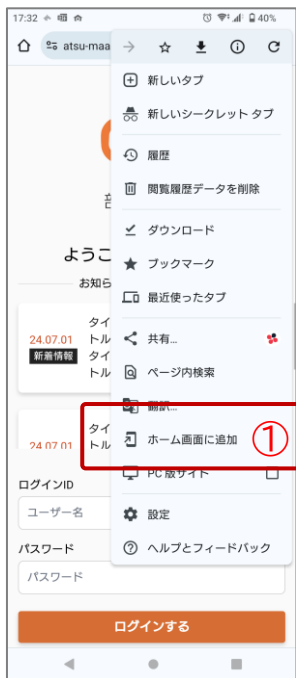 17:32
40%
atsu-maa
新しいタブ
新しいシークレット タブ
履歴
閲覧履歴データを削除
ダウンロード
ブックマーク
最近使ったタブ
共有...
ページ内検索
翻訳...
ホーム画面に追加
①
PC 版サイト
設定
ヘルプとフィードバック
ようこ
お知ら
タイ
24.07.01 トル
新着情報 タイ
トル
タイ
24.07.01 トル
ログインID
ユーザー名
パスワード
パスワード
ログインする